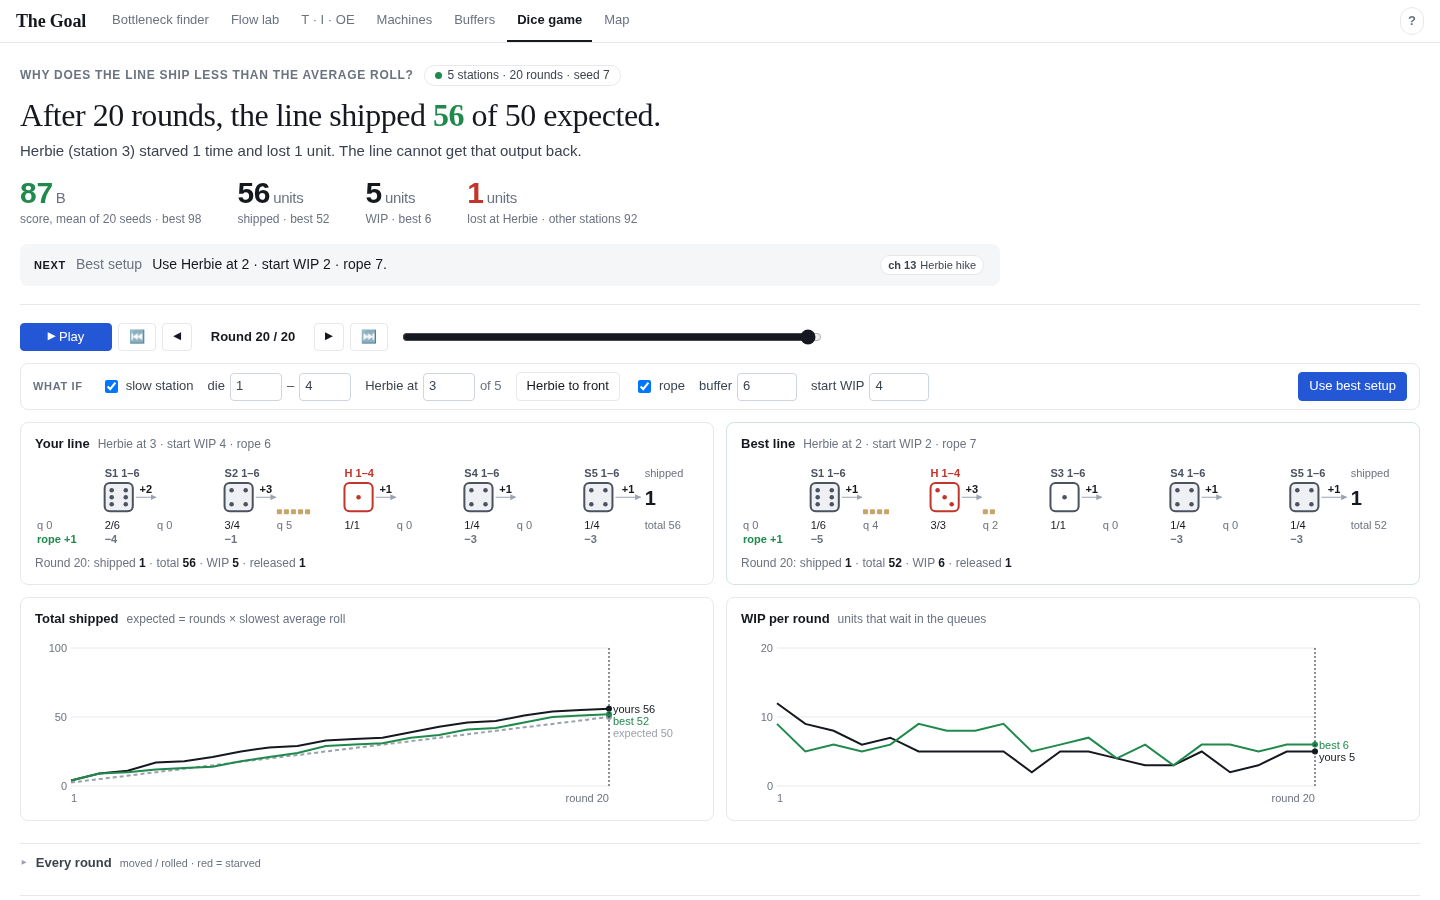 The Goal Bottleneck finder Flow lab T · I · OE Machines Buffers Dice game Map ?
WHY DOES THE LINE SHIP LESS THAN THE AVERAGE ROLL? 5 stations · 20 rounds · seed 7
After 20 rounds, the line shipped 56 of 50 expected.
Herbie (station 3) starved 1 time and lost 1 unit. The line cannot get that output back.
87 B 56 units 5 units 1 units
score, mean of 20 seeds · best 98 shipped · best 52 WIP · best 6 lost at Herbie · other stations 92
NEXT Best setup Use Herbie at 2 · start WIP 2 · rope 7. ch 13 Herbie hike
Play Round 20 / 20
WHAT IF slow station die 1 – 4 Herbie at 3 of 5 Herbie to front rope buffer 6 start WIP 4 Use best setup
Your line Herbie at 3 · start WIP 4 · rope 6
S1 1–6 S2 1–6 H 1–4 S4 1–6 S5 1–6 shipped
+2 +3 +1 +1 +1 1
q 0 2/6 q 0 3/4 q 5 1/1 q 0 1/4 q 0 1/4 total 56
rope +1 −4 −1 −3 −3
Round 20: shipped 1 · total 56 · WIP 5 · released 1
Best line Herbie at 2 · start WIP 2 · rope 7
S1 1–6 H 1–4 S3 1–6 S4 1–6 S5 1–6 shipped
+1 +3 +1 +1 +1 1
q 0 1/6 q 4 3/3 q 2 1/1 q 0 1/4 q 0 1/4 total 52
rope +1 −5 −3 −3
Round 20: shipped 1 · total 52 · WIP 6 · released 1
Total shipped expected = rounds × slowest average roll
100
50
0
yours 56
best 52
expected 50
1 round 20
WIP per round units that wait in the queues
20
10
0
best 6
yours 5
1 round 20
Every round moved / rolled · red = starved